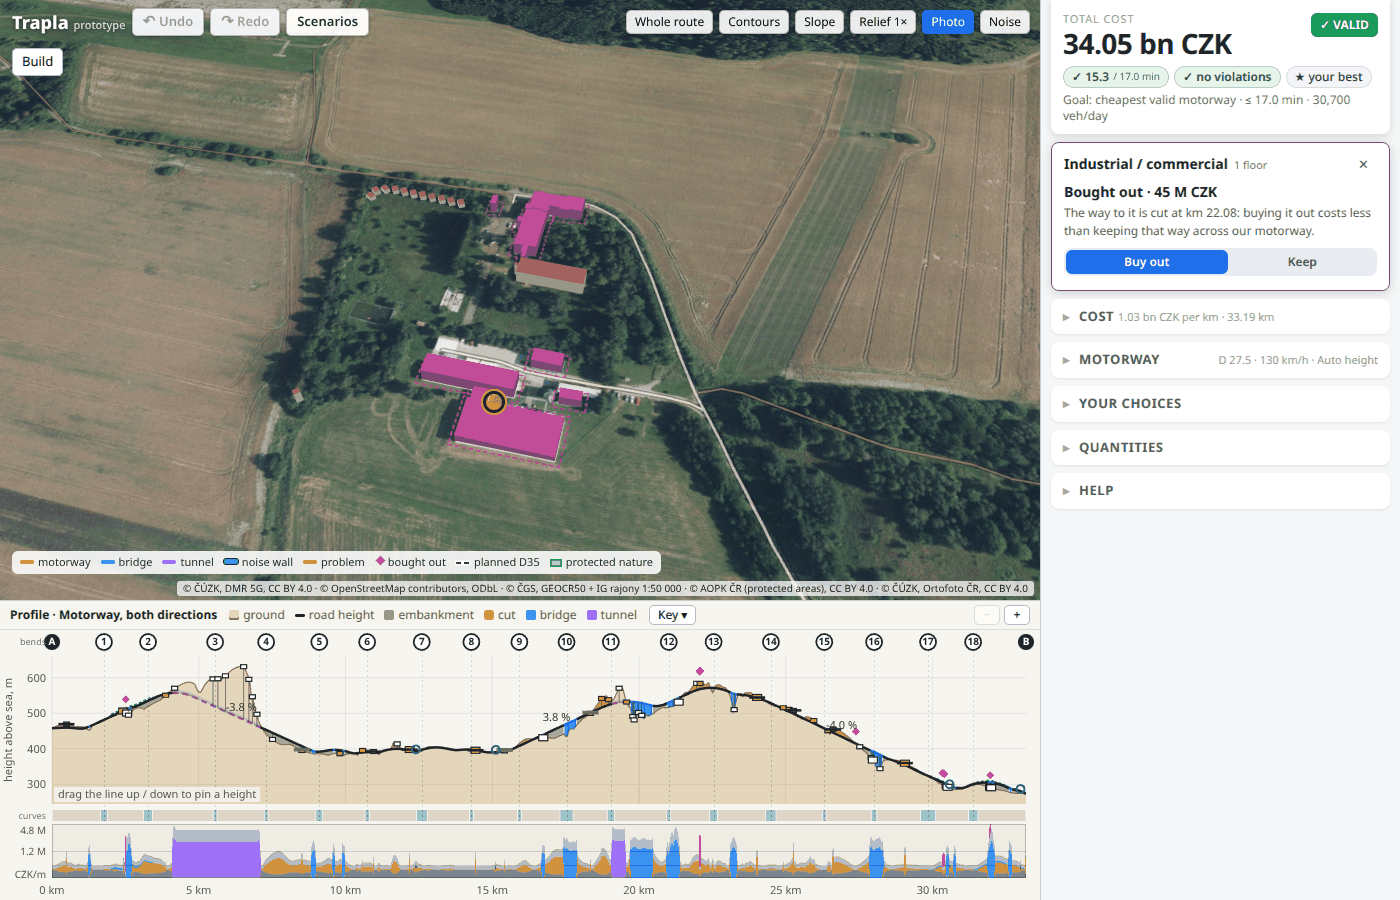 Trapla prototype ↶ Undo ↷ Redo Scenarios Whole route Contours Slope Relief 1× Photo Noise
Build
motorway bridge tunnel noise wall problem bought out planned D35 protected nature
© ČÚZK, DMR 5G, CC BY 4.0 · © OpenStreetMap contributors, ODbL · © ČGS, GEOCR50 + IG rajony 1:50 000 · © AOPK ČR (protected areas), CC BY 4.0 · © ČÚZK, Ortofoto ČR, CC BY 4.0
TOTAL COST
✓ VALID
34.05 bn CZK
✓ 15.3 / 17.0 min ✓ no violations ★ your best
Goal: cheapest valid motorway · ≤ 17.0 min · 30,700
veh/day
Industrial / commercial 1 floor ✕
Bought out · 45 M CZK
The way to it is cut at km 22.08: buying it out costs less
than keeping that way across our motorway.
Buy out Keep
▶ COST 1.03 bn CZK per km · 33.19 km
▶ MOTORWAY D 27.5 · 130 km/h · Auto height
▶ YOUR CHOICES
▶ QUANTITIES
▶ HELP
Profile · Motorway, both directions ground road height embankment cut bridge tunnel Key ▾ − +
bends A 1 2 3 4 5 6 7 8 9 10 11 12 13 14 15 16 17 18 B
height above sea, m
600
500
400
300
-3.8 %
3.8 %
-4.0 %
drag the line up / down to pin a height
curves
4.8 M
1.2 M
CZK/m
0 km 5 km 10 km 15 km 20 km 25 km 30 km